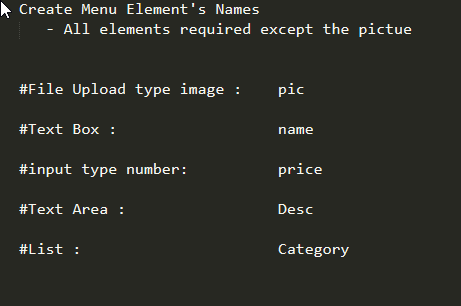 Create Menu Element's Names
- All elements required except the pictue
#File Upload type image : pic
#Text Box : name
#input type number: price
#Text Area : Desc
#List : Category